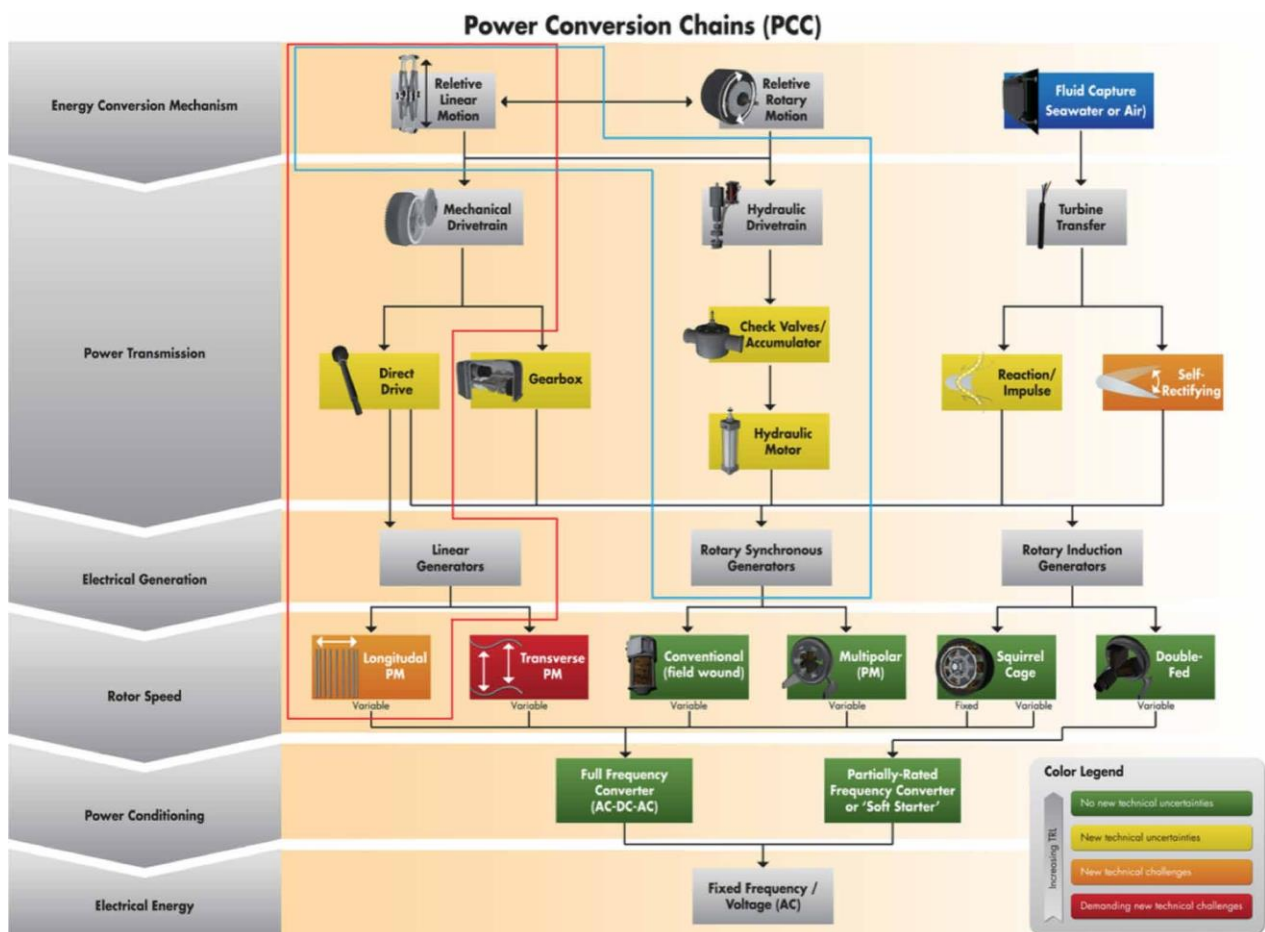 Power Conversion Chains (PCC)
Energy Conversion Mechanism
Reletive
Linear
Motion
Reletive
Rotary
Motion
Fluid Capture
Seawater or Air)
Power Transmission
Mechanical
Drivetrain
Hydraulic
Drivetrain
Turbine
Transfer
Direct
Drive
Gearbox
Check Valves/
Accumulator
Reaction/
Impulse
Self-
Rectifying
Hydraulic
Motor
Electrical Generation
Linear
Generators
Rotary Synchronous
Generators
Rotary Induction
Generators
Rotor Speed
Longitudal
PM
Variable
Transverse
PM
Variable
Conventional
(field wound)
Variable
Multipolar
(PM)
Variable
Squirrel
Cage
Fixed
Variable
Double-
Fed
Variable
Power Conditioning
Full Frequency
Converter
(AC-DC-AC)
Partially-Rated
Frequency Converter
or 'Soft Starter'
Electrical Energy
Fixed Frequency /
Voltage (AC)
Color Legend
Increasing TRL
No new technical uncertainties
New technical uncertainties
New technical challenges
Demanding new technical challenges